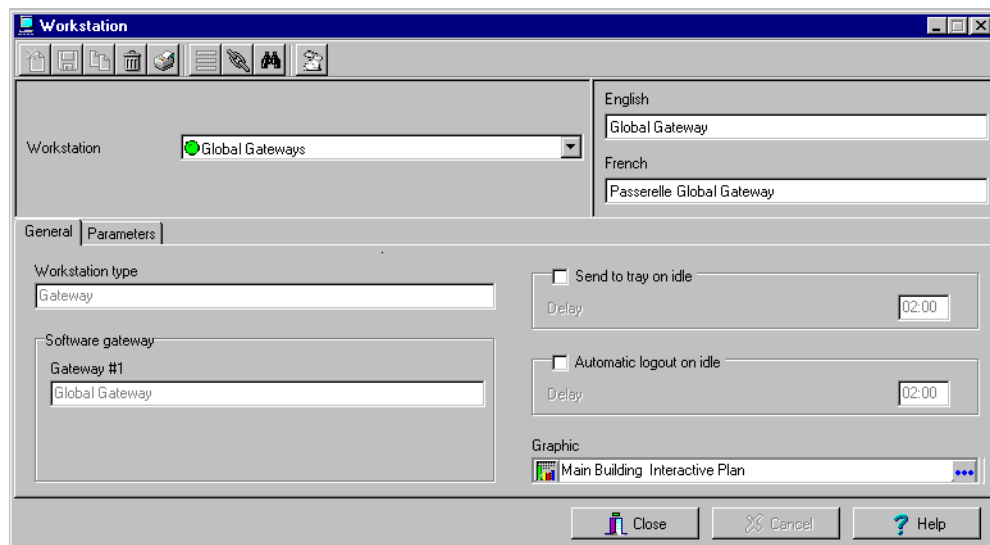 Workstation
Workstation
Global Gateways
English
Global Gateway
French
Passerelle Global Gateway
General
Parameters
Workstation type
Gateway
Software gateway
Gateway #1
Global Gateway
Send to tray on idle
Delay
02:00
Automatic logout on idle
Delay
02:00
Graphic
Main Building Interactive Plan
Close
Cancel
Help